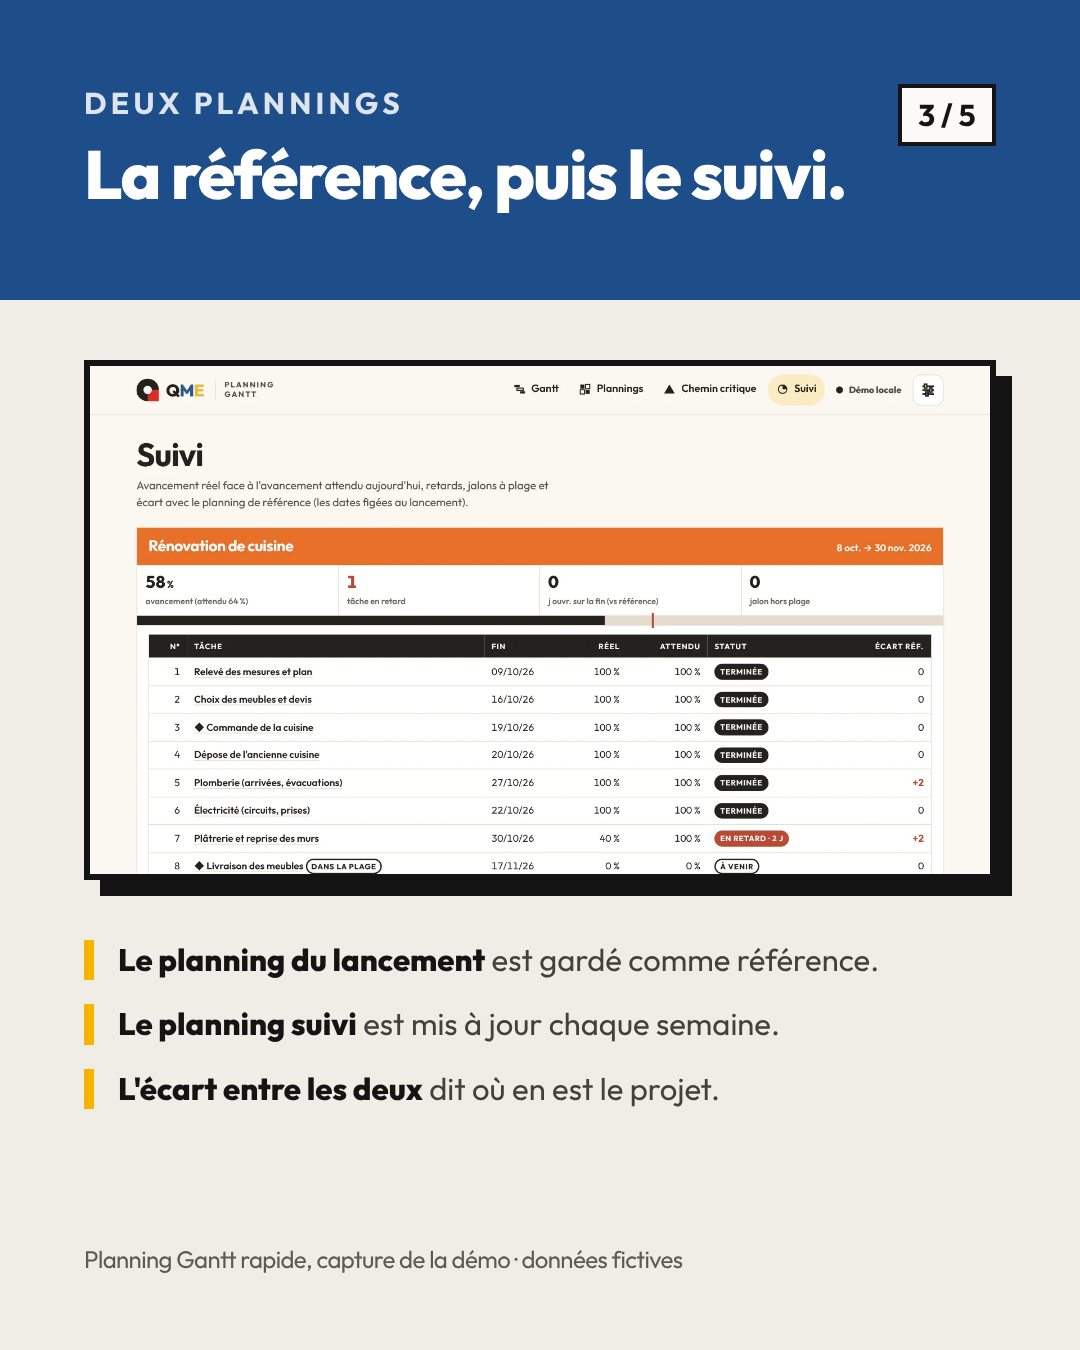 DEUX PLANNINGS
3 / 5
La référence, puis le suivi.
QME PLANNING GANTT
Gantt Plannings Chemin critique Suivi Démo locale
Suivi
Avancement réel face à l'avancement attendu aujourd'hui, retards, jalons à plage et
écart avec le planning de référence (les dates figées au lancement).
Rénovation de cuisine 8 oct. → 30 nov. 2026
58 % 1 0 0
avancement (attendu 64 %) tâche en retard j ouvr. sur la fin (vs référence) jalon hors plage
N° TÂCHE FIN RÉEL ATTENDU STATUT ÉCART RÉF.
1 Relevé des mesures et plan 09/10/26 100 % 100 % TERMINÉE 0
2 Choix des meubles et devis 16/10/26 100 % 100 % TERMINÉE 0
3 ◆ Commande de la cuisine 19/10/26 100 % 100 % TERMINÉE 0
4 Dépose de l'ancienne cuisine 20/10/26 100 % 100 % TERMINÉE 0
5 Plomberie (arrivées, évacuations) 27/10/26 100 % 100 % TERMINÉE +2
6 Électricité (circuits, prises) 22/10/26 100 % 100 % TERMINÉE 0
7 Plâtrerie et reprise des murs 30/10/26 40 % 100 % EN RETARD · 2 J +2
8 ◆ Livraison des meubles DANS LA PLAGE 17/11/26 0 % 0 % À VENIR 0
Le planning du lancement est gardé comme référence.
Le planning suivi est mis à jour chaque semaine.
L'écart entre les deux dit où en est le projet.
Planning Gantt rapide, capture de la démo · données fictives